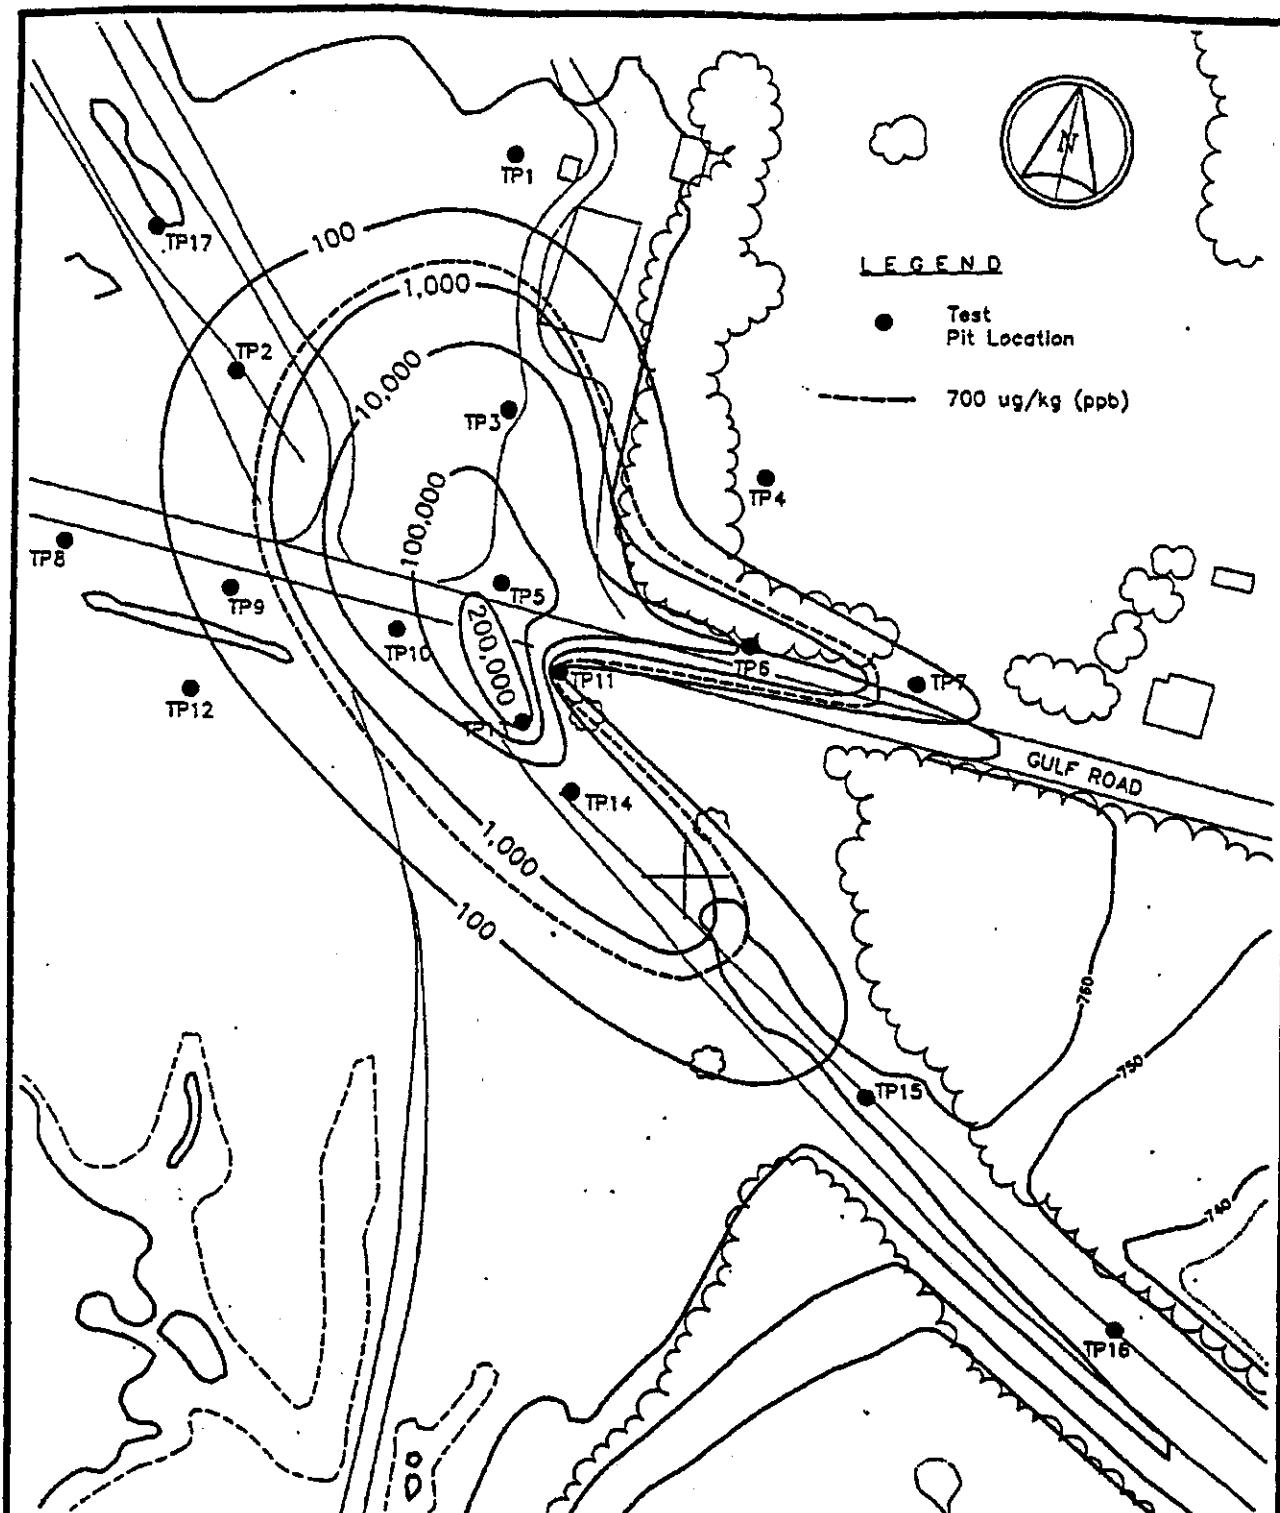 TP1
N
TP17
100
LEGEND
1,000
Test
Pit Location
TP2
10,000
700 ug/kg (ppb)
TP3
TP4
100,000
TP8
TP5
TP9
200,000
TP10
TP6
TP11
TP7
TP12
TP13
GULF ROAD
TP14
1,000
100
760
750
TP15
740
TP16